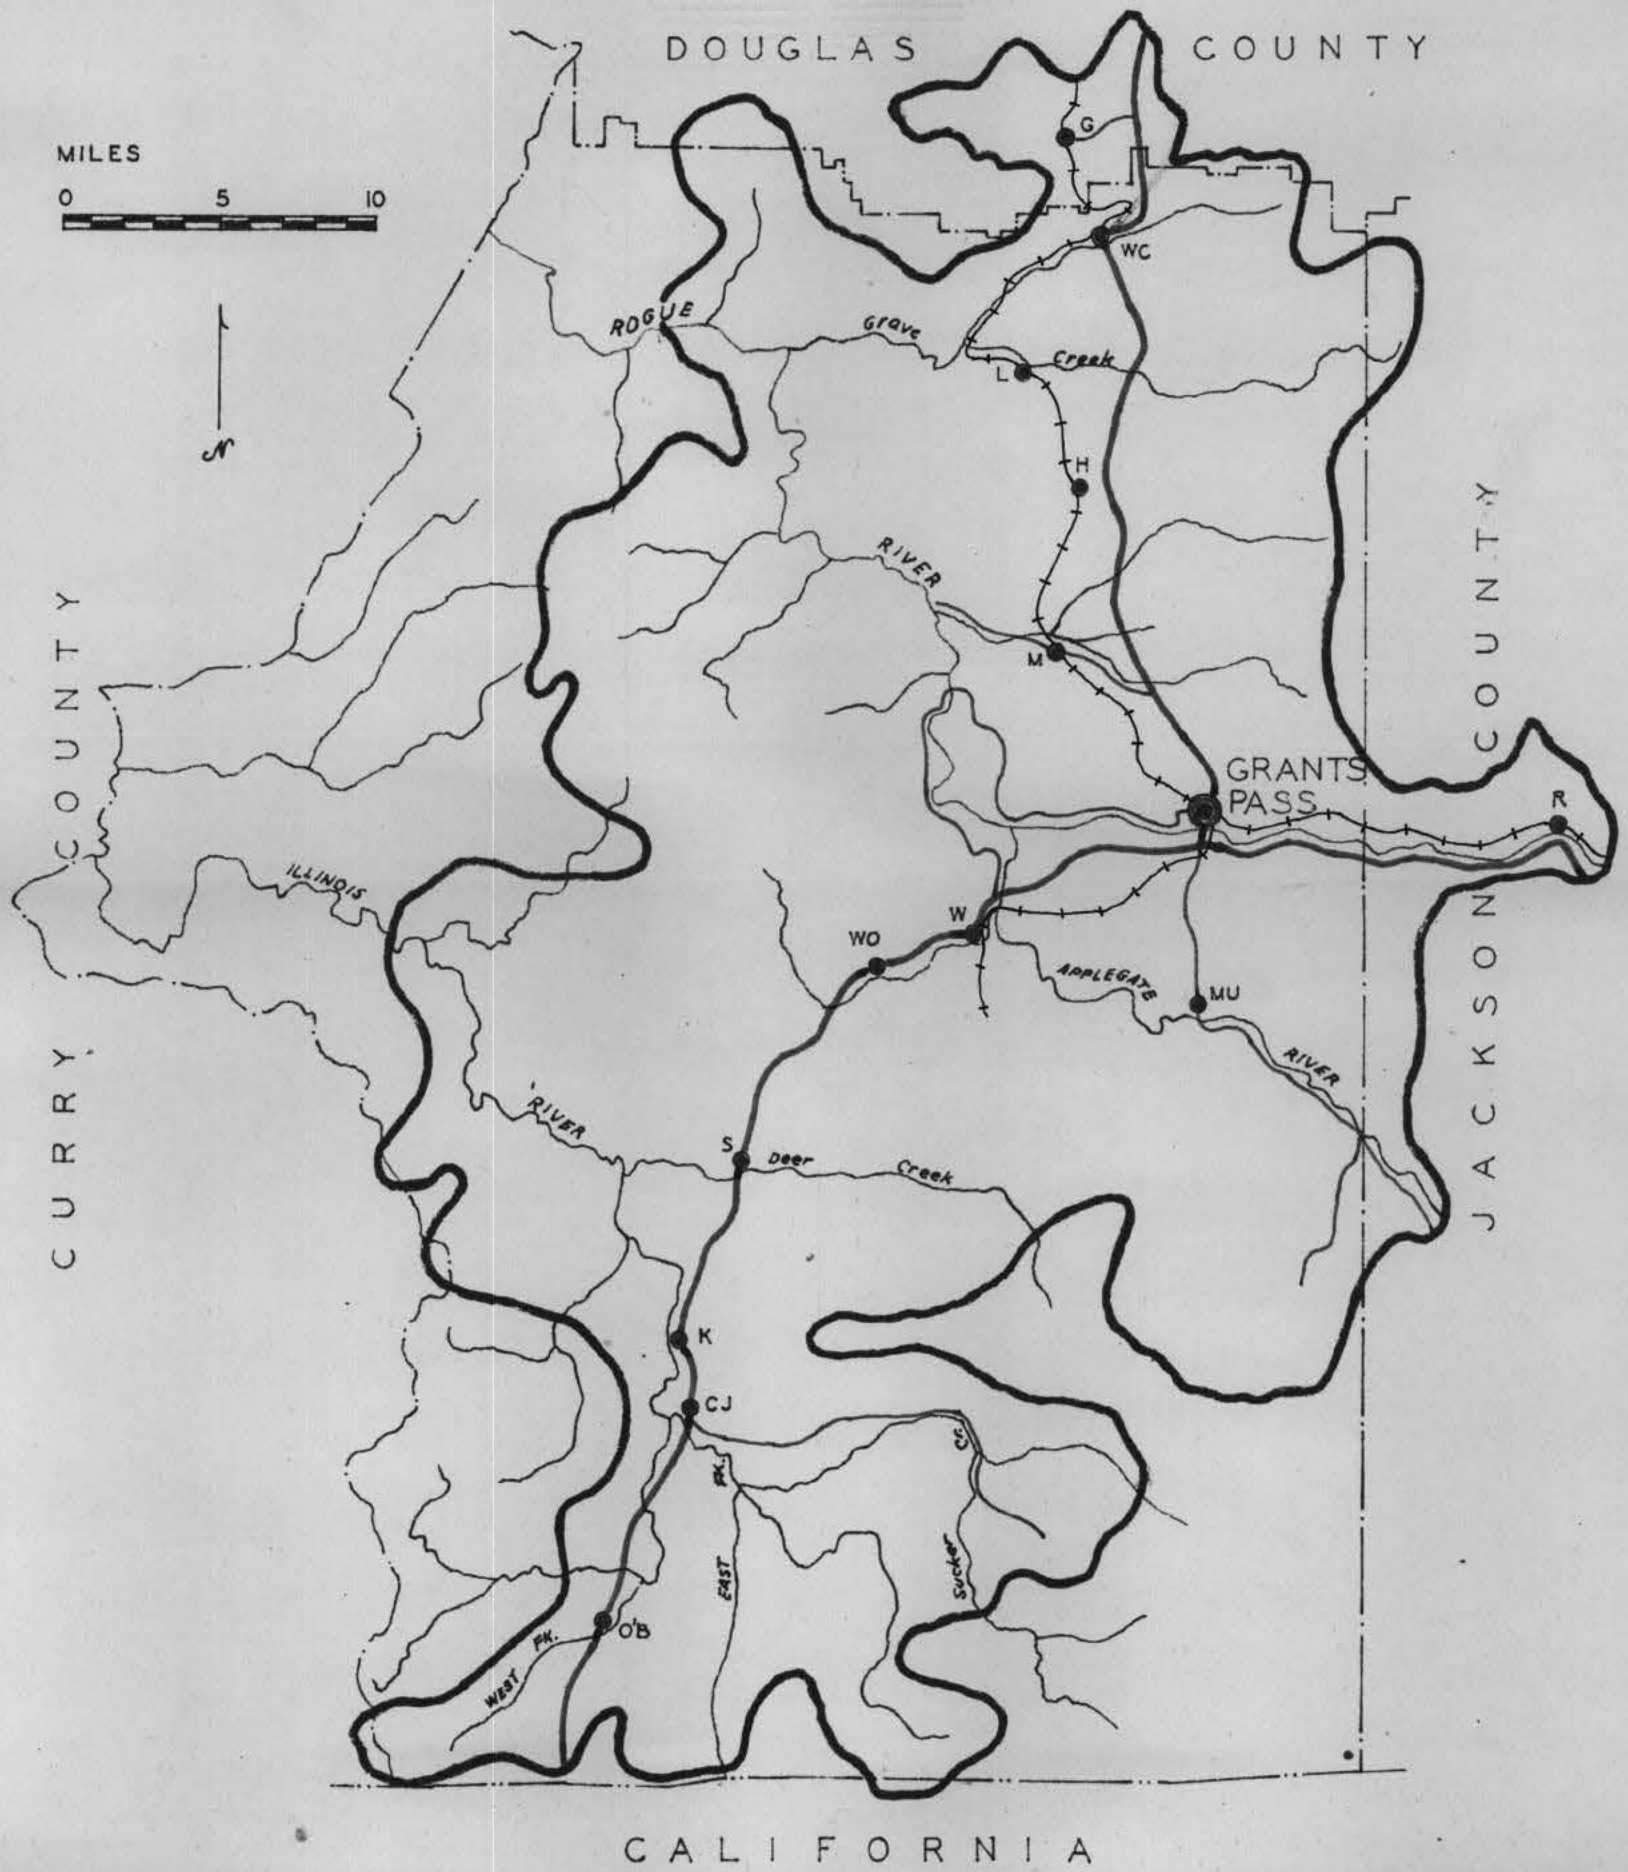 DOUGLAS COUNTY
MILES
0 5 10
N
G
WC
ROGUE
Grave Creek
L
H
RIVER
M
COUNTY
COUNTY
GRANTS
PASS
R
ILLINOIS
W
WO
APPLEGATE
MU
RIVER
CURRY
JACKSON
RIVER
S
Deer Creek
K
CJ
Cr.
FK.
EAST
Sucker
O'B
FK.
WEST
CALIFORNIA